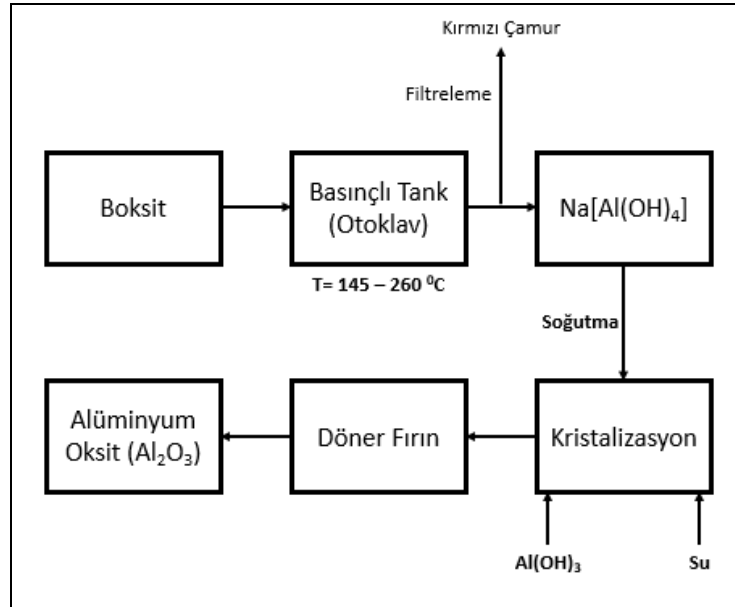 Kırmızı Çamur
Filtreleme
Boksit
Basınçlı Tank
(Otoklav)
Na[Al(OH)₄]
T= 145 – 260 ⁰C
Soğutma
Alüminyum
Oksit (Al₂O₃)
Döner Fırın
Kristalizasyon
Al(OH)₃
Su